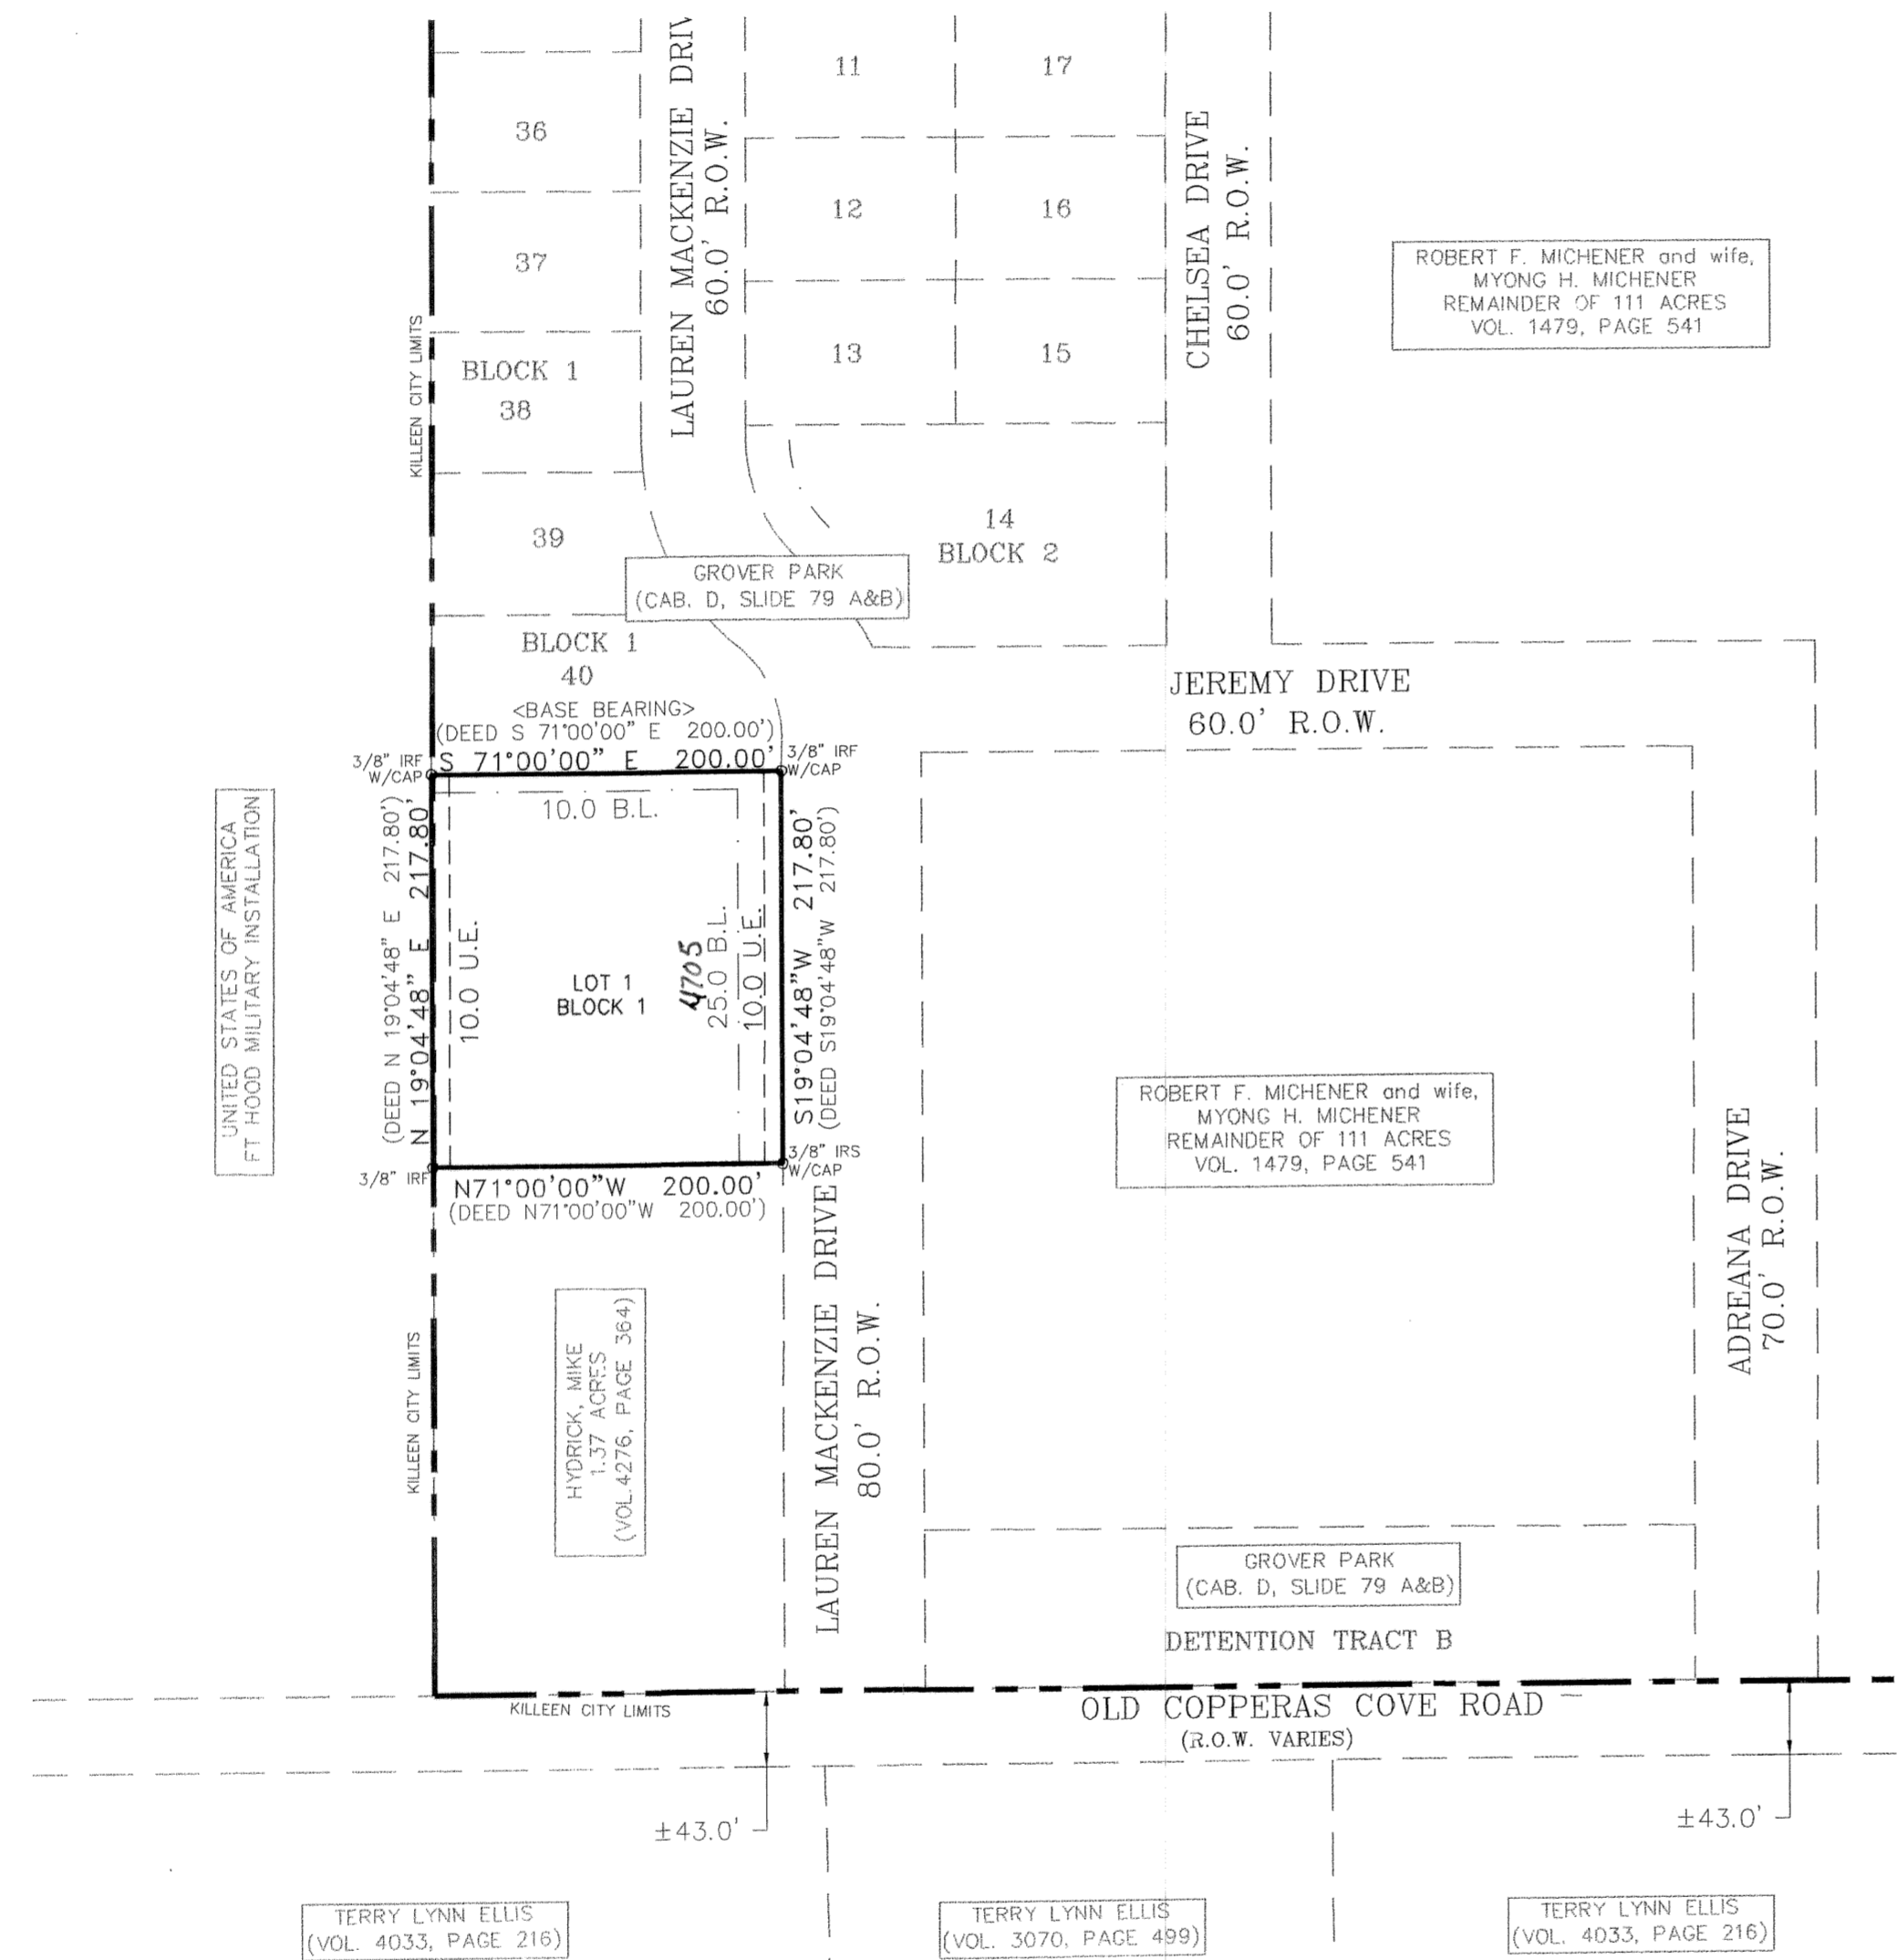 LAUREN MACKENZIE DRIV
60.0' R.O.W.
11
17
36
12
16
37
13
15
CHELSEA DRIVE
60.0' R.O.W.
ROBERT F. MICHENER and wife,
MYONG H. MICHENER
REMAINDER OF 111 ACRES
VOL. 1479, PAGE 541
KILLEEN CITY LIMITS
BLOCK 1
38
39
14
BLOCK 2
GROVER PARK
(CAB. D, SLIDE 79 A&B)
BLOCK 1
40
<BASE BEARING>
(DEED S 71°00'00" E 200.00')
S 71°00'00" E 200.00'
3/8" IRF
W/CAP
3/8" IRF
W/CAP
JEREMY DRIVE
60.0' R.O.W.
UNITED STATES OF AMERICA
FT HOOD MILITARY INSTALLATION
(DEED N 19°04'48" E 217.80')
N 19°04'48" E 217.80'
10.0 B.L.
10.0 U.E.
LOT 1
BLOCK 1
4705
25.0 B.L.
10.0 U.E.
S19°04'48"W 217.80'
(DEED S19°04'48"W 217.80')
3/8" IRF
3/8" IRS
W/CAP
N71°00'00"W 200.00'
(DEED N71°00'00"W 200.00')
ROBERT F. MICHENER and wife,
MYONG H. MICHENER
REMAINDER OF 111 ACRES
VOL. 1479, PAGE 541
ADREANA DRIVE
70.0' R.O.W.
LAUREN MACKENZIE DRIVE
80.0' R.O.W.
KILLEEN CITY LIMITS
HYDRICK, MIKE
1.37 ACRES
(VOL.4276, PAGE 364)
GROVER PARK
(CAB. D, SLIDE 79 A&B)
DETENTION TRACT B
KILLEEN CITY LIMITS
OLD COPPERAS COVE ROAD
(R.O.W. VARIES)
±43.0'
±43.0'
TERRY LYNN ELLIS
(VOL. 4033, PAGE 216)
TERRY LYNN ELLIS
(VOL. 3070, PAGE 499)
TERRY LYNN ELLIS
(VOL. 4033, PAGE 216)